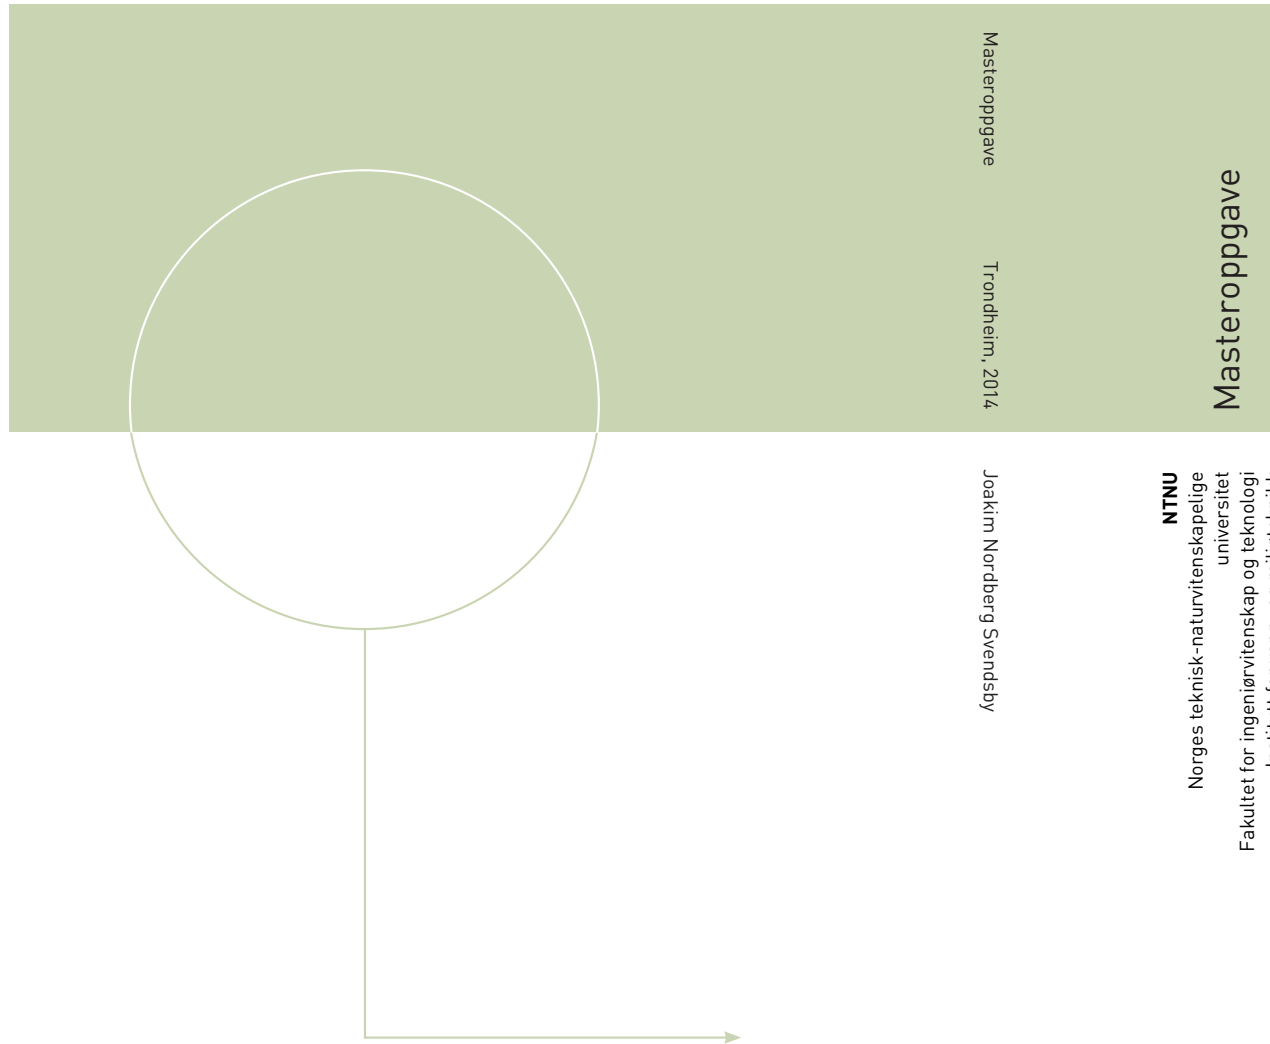 Masteroppgave
Trondheim, 2014
Joakim Nordberg Svendsby
Masteroppgave
NTNU
Norges teknisk-naturvitenskapelige
universitet
Fakultet for ingeniørvitenskap og teknologi